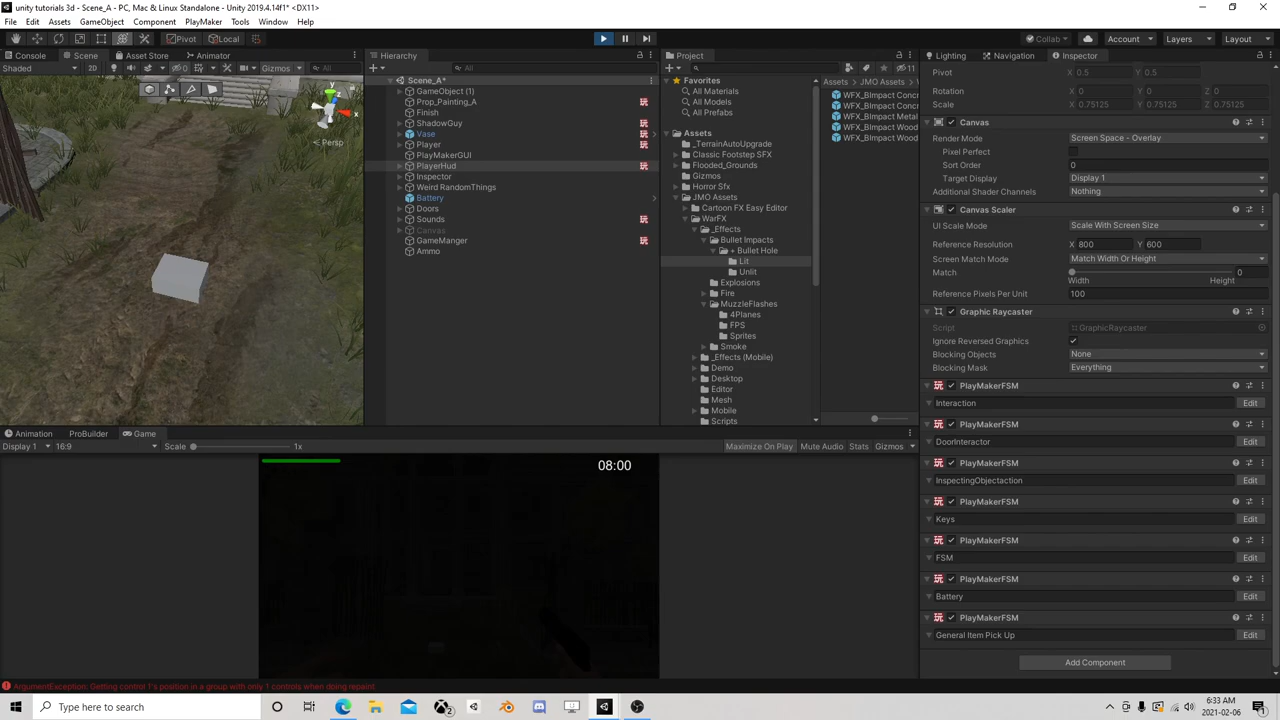 unity tutorials 3d - Scene_A - PC, Mac & Linux Standalone - Unity 2019.4.14f1* <DX11>
File Edit Assets GameObject Component PlayMaker Tools Window Help
Pivot Local Collab Account Layers Layout
Console Scene Asset Store Animator
Shaded 2D 0 Gizmos All
y x
Persp
Hierarchy
All
Scene_A*
GameObject (1)
Prop_Painting_A
Finish
ShadowGuy
Vase
Player
PlayMakerGUI
PlayerHud
Inspector
Weird RandomThings
Battery
Doors
Sounds
Canvas
GameManger
Ammo
Project
11
Favorites
All Materials
All Models
All Prefabs
Assets
_TerrainAutoUpgrade
Classic Footstep SFX
Flooded_Grounds
Gizmos
Horror Sfx
JMO Assets
Cartoon FX Easy Editor
WarFX
_Effects
Bullet Impacts
+ Bullet Hole
Lit
Unlit
Explosions
Fire
MuzzleFlashes
4Planes
FPS
Sprites
Smoke
_Effects (Mobile)
Demo
Desktop
Editor
Mesh
Mobile
Scripts
Assets JMO Assets
WFX_BImpact Concr
WFX_BImpact Concr
WFX_BImpact Metal
WFX_BImpact Wood
WFX_BImpact Wood
Lighting Navigation Inspector
Pivot X 0.5 Y 0.5
Rotation X 0 Y 0 Z 0
Scale X 0.75125 Y 0.75125 Z 0.75125
Canvas
Render Mode Screen Space - Overlay
Pixel Perfect
Sort Order 0
Target Display Display 1
Additional Shader Channels Nothing
Canvas Scaler
UI Scale Mode Scale With Screen Size
Reference Resolution X 800 Y 600
Screen Match Mode Match Width Or Height
Match 0
Width Height
Reference Pixels Per Unit 100
Graphic Raycaster
Script GraphicRaycaster
Ignore Reversed Graphics
Blocking Objects None
Blocking Mask Everything
PlayMakerFSM
Interaction Edit
PlayMakerFSM
DoorInteractor Edit
PlayMakerFSM
InspectingObjectaction Edit
PlayMakerFSM
Keys Edit
PlayMakerFSM
FSM Edit
PlayMakerFSM
Battery Edit
PlayMakerFSM
General Item Pick Up Edit
Add Component
Animation ProBuilder Game
Display 1 16:9 Scale 1x Maximize On Play Mute Audio Stats Gizmos
08:00
ArgumentException: Getting control 1's position in a group with only 1 controls when doing repaint
Type here to search
6:33 AM
2021-02-06